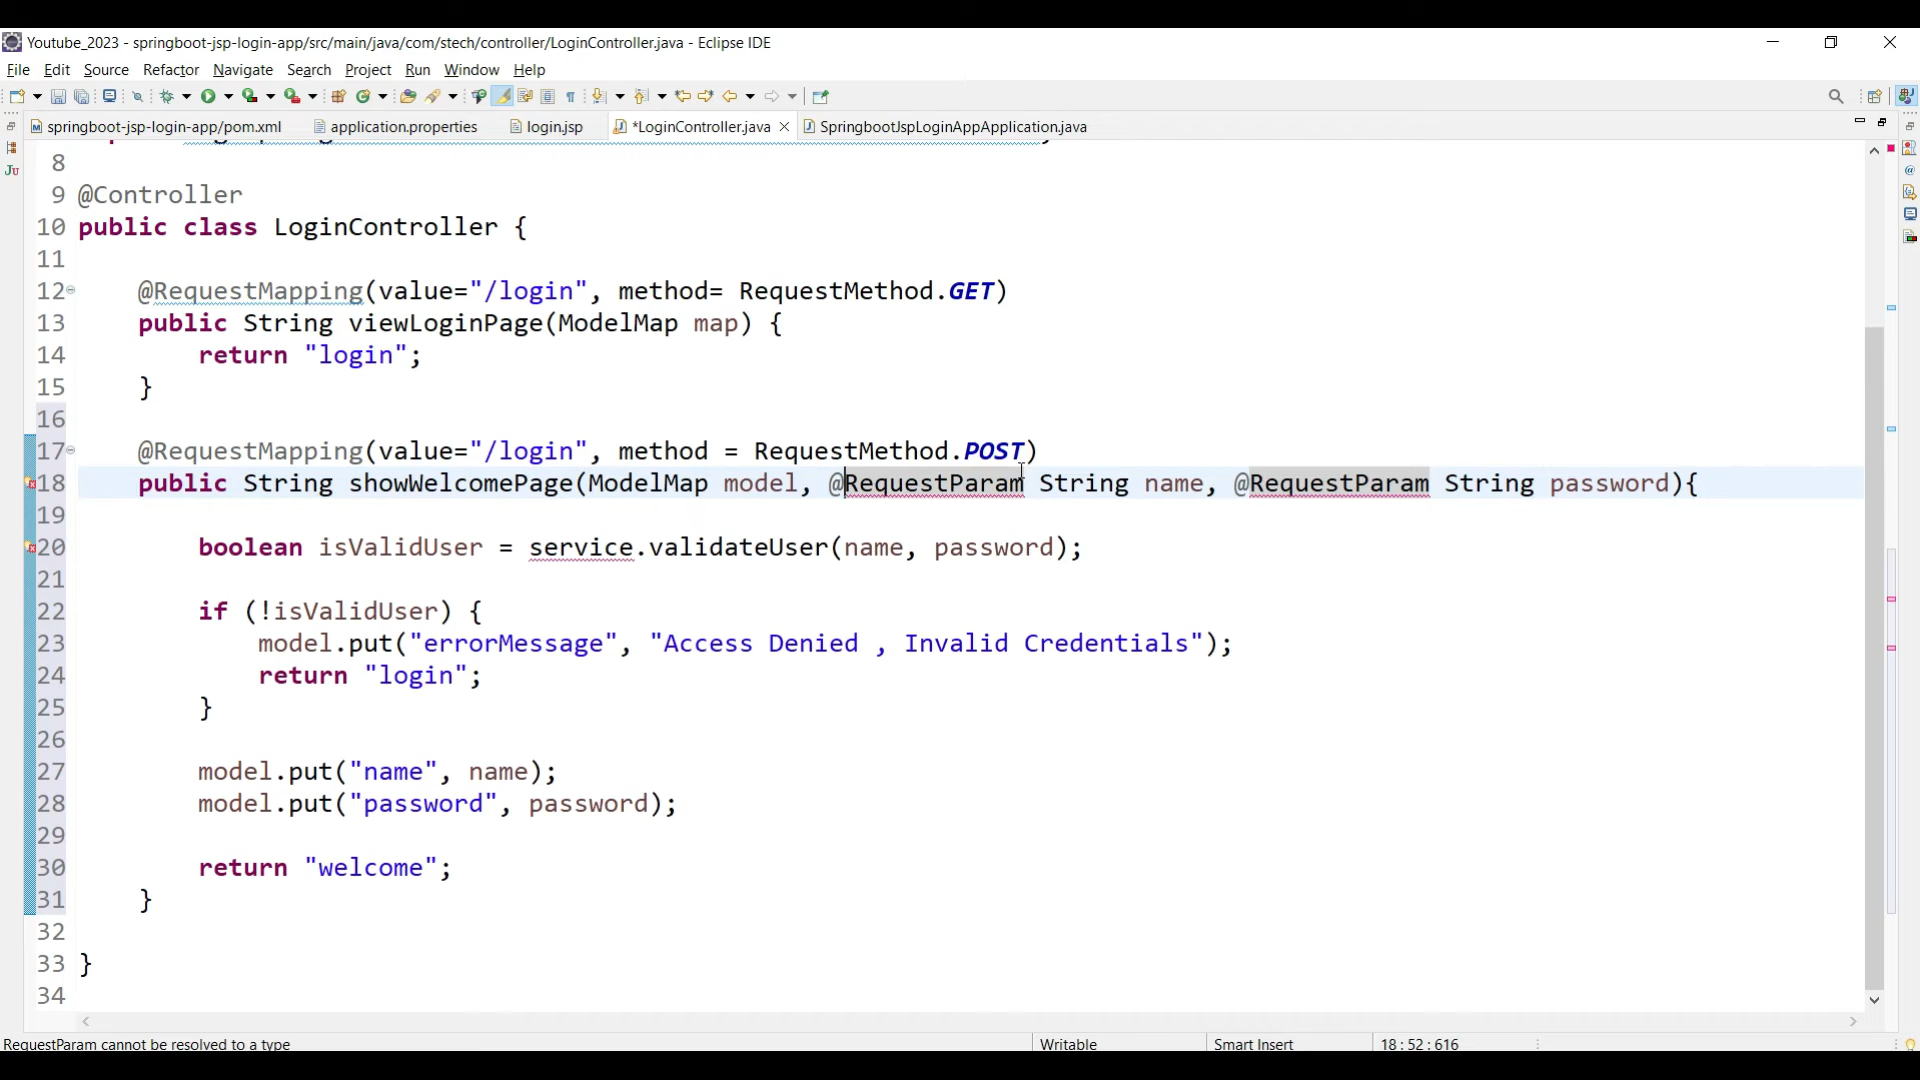 Youtube_2023 - springboot-jsp-login-app/src/main/java/com/stech/controller/LoginController.java - Eclipse IDE
File Edit Source Refactor Navigate Search Project Run Window Help
springboot-jsp-login-app/pom.xml application.properties login.jsp *LoginController.java SpringbootJspLoginAppApplication.java
8
9 @Controller
10 public class LoginController {
11
12 @RequestMapping(value="/login", method= RequestMethod.GET)
13 public String viewLoginPage(ModelMap map) {
14 return "login";
15 }
16
17 @RequestMapping(value="/login", method = RequestMethod.POST)
18 public String showWelcomePage(ModelMap model, @RequestParam String name, @RequestParam String password){
19
20 boolean isValidUser = service.validateUser(name, password);
21
22 if (!isValidUser) {
23 model.put("errorMessage", "Access Denied , Invalid Credentials");
24 return "login";
25 }
26
27 model.put("name", name);
28 model.put("password", password);
29
30 return "welcome";
31 }
32
33 }
34
RequestParam cannot be resolved to a type Writable Smart Insert 18 : 52 : 616